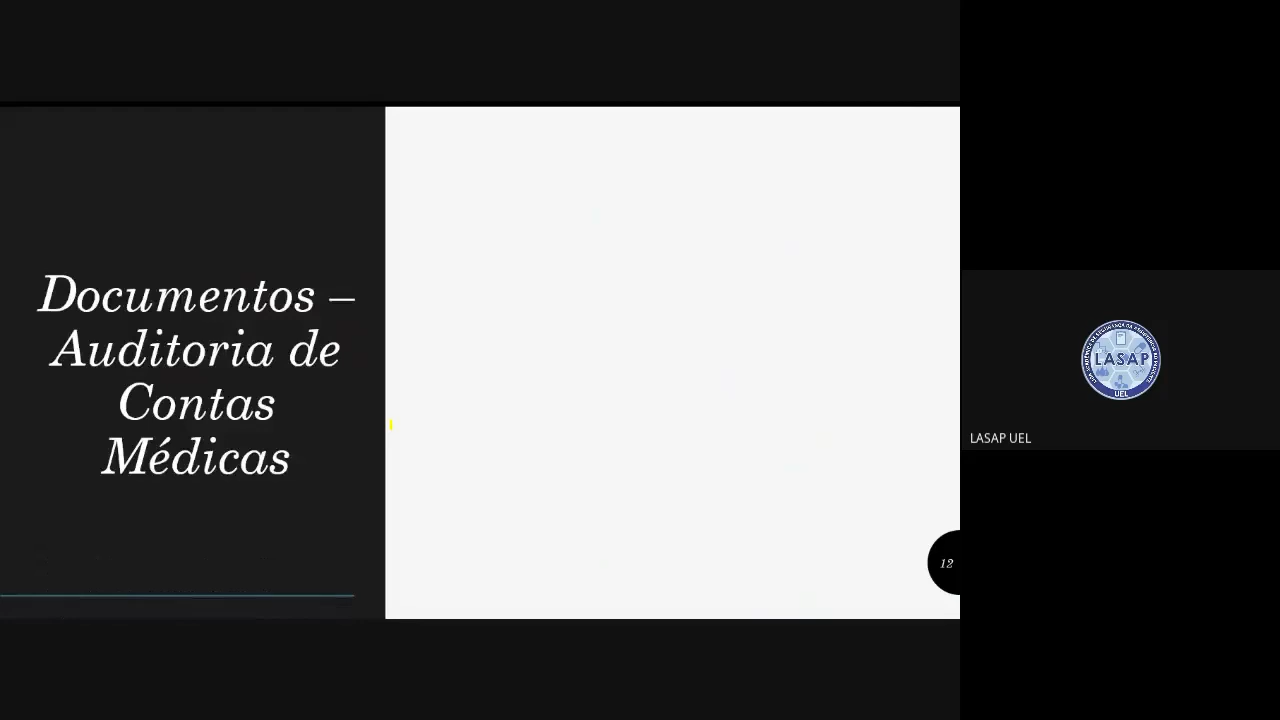 Documentos –
Auditoria de
Contas
Médicas
12
LASAP
UEL
LASAP UEL